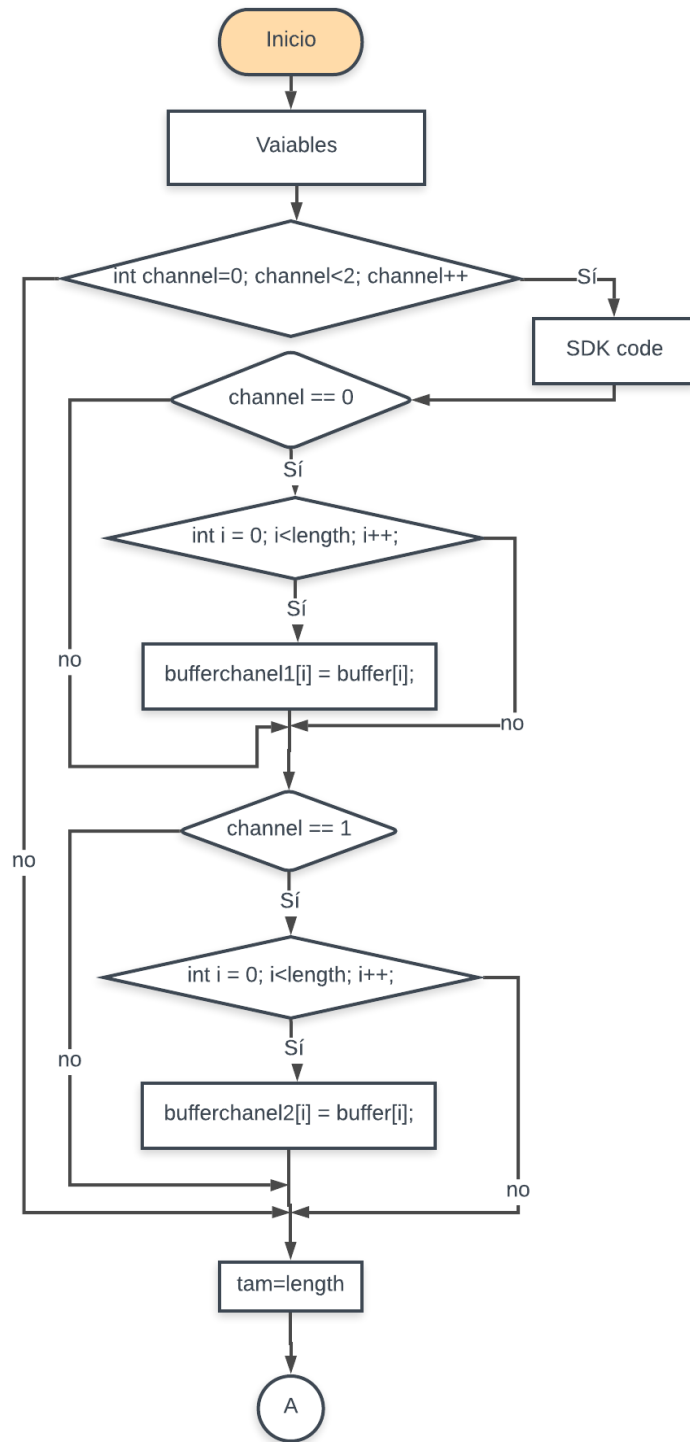 Inicio
Vaiables
int channel=0; channel<2; channel++
Sí
SDK code
channel == 0
Sí
int i = 0; i<length; i++;
Sí
no
bufferchanel1[i] = buffer[i];
no
channel == 1
no
Sí
int i = 0; i<length; i++;
Sí
no
bufferchanel2[i] = buffer[i];
no
tam=length
A